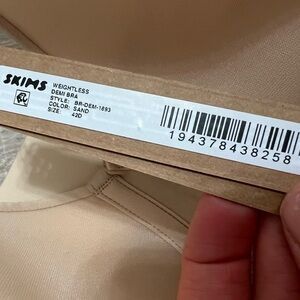 SKIMS
WEIGHTLESS
DEMI BRA
STYLE: BR-DEM-1893
COLOR: SAND
SIZE: 42D
194378438258